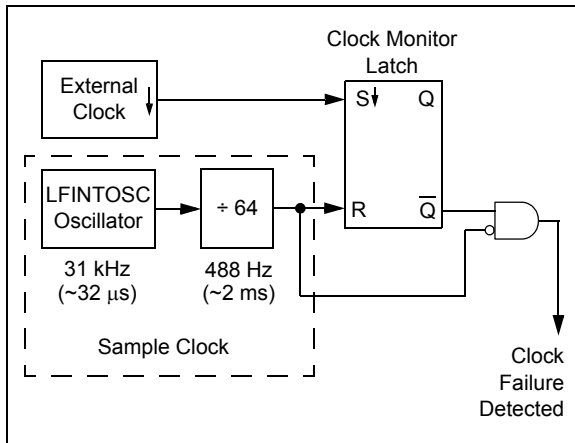 Clock Monitor
Latch
External
Clock
S
Q
LFINTOSC
Oscillator
÷ 64
R
Q̅
31 kHz
(~32 μs)
488 Hz
(~2 ms)
Sample Clock
Clock
Failure
Detected